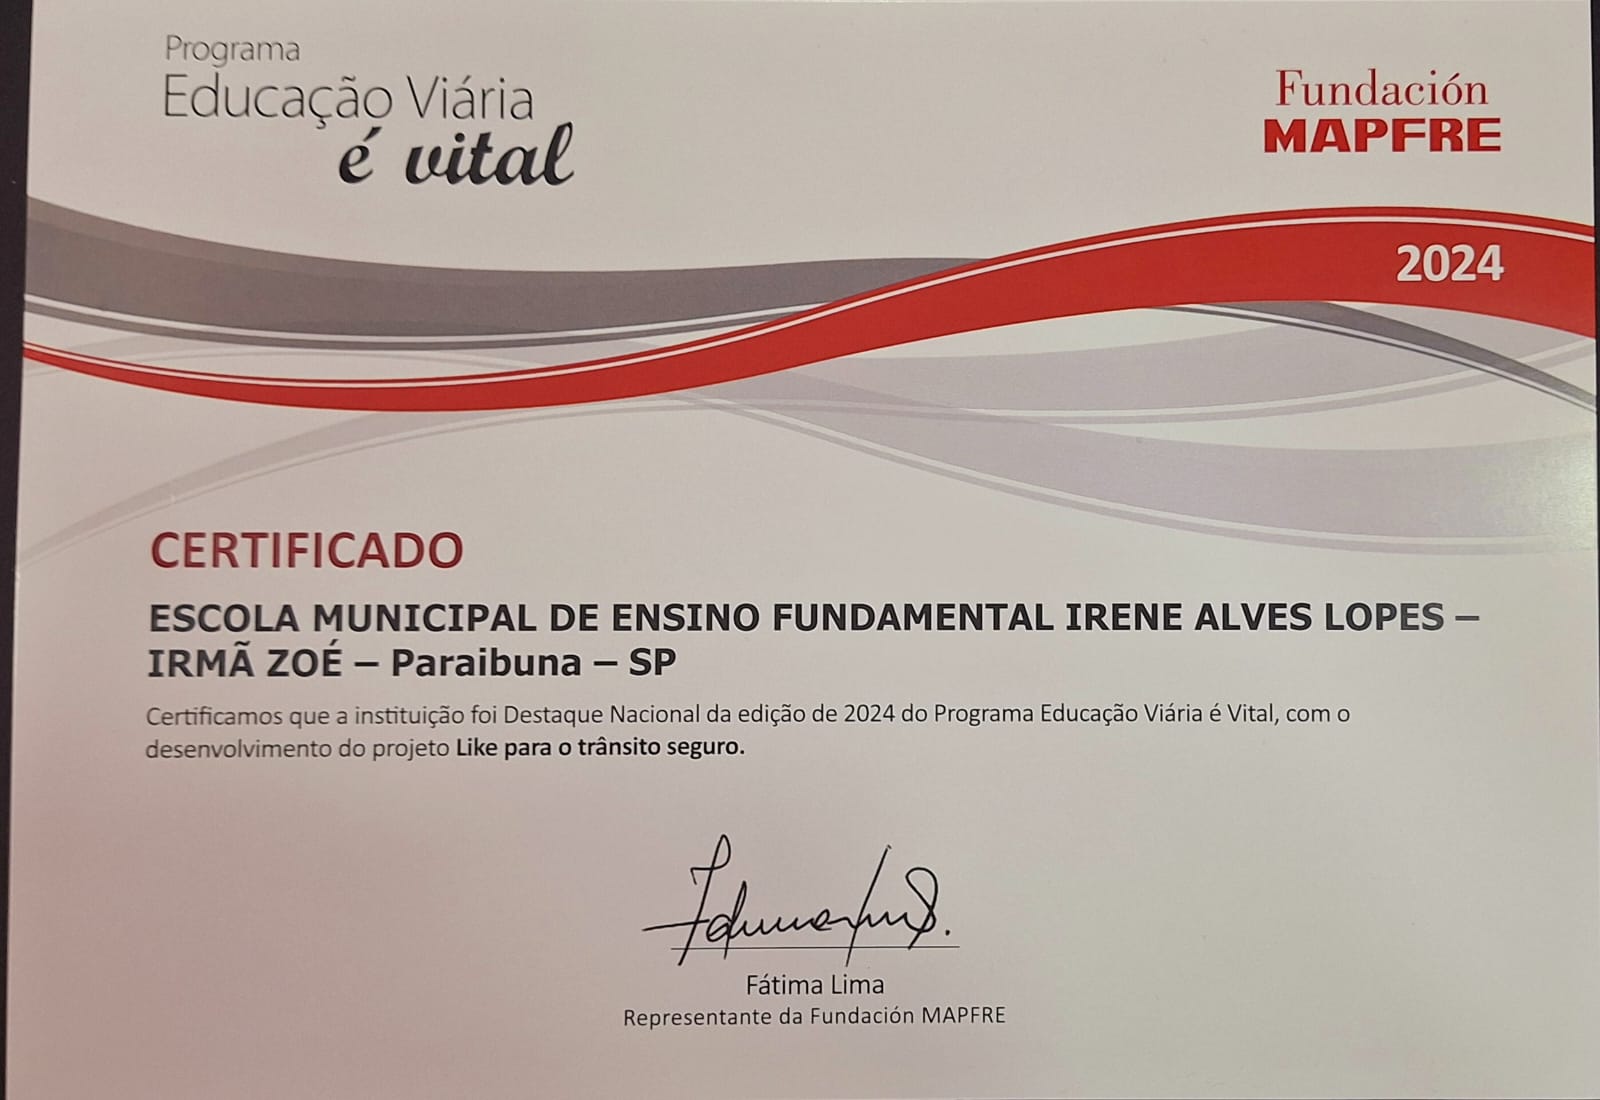 Programa
Educação Viária
é vital
Fundación
MAPFRE
2024
CERTIFICADO
ESCOLA MUNICIPAL DE ENSINO FUNDAMENTAL IRENE ALVES LOPES –
IRMÃ ZOÉ – Paraibuna – SP
Certificamos que a instituição foi Destaque Nacional da edição de 2024 do Programa Educação Viária é Vital, com o
desenvolvimento do projeto Like para o trânsito seguro.
Fátima Lima
Representante da Fundación MAPFRE